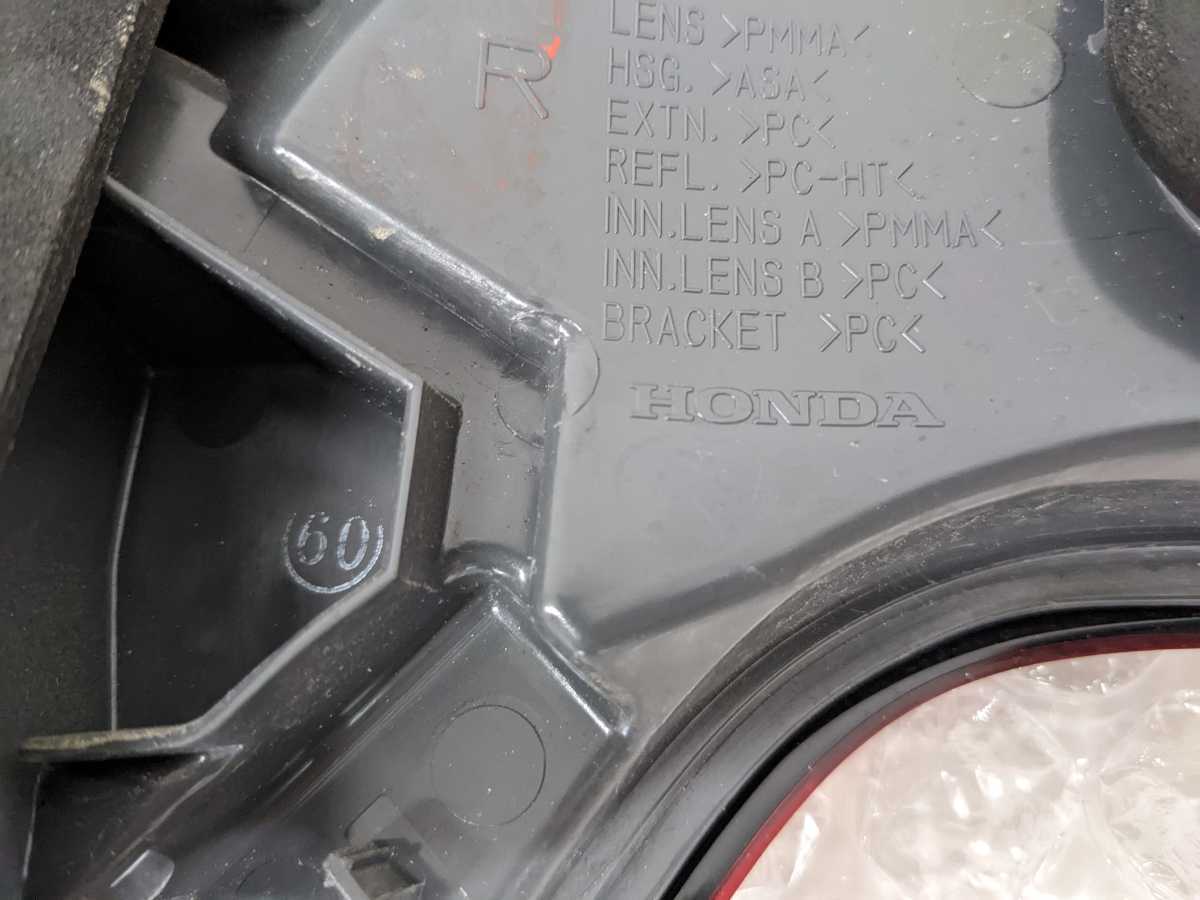 R
LENS >PMMA<
HSG. >ASA<
EXTN. >PC<
REFL. >PC-HT<
INN.LENS A >PMMA<
INN.LENS B >PC<
BRACKET >PC<
HONDA
60